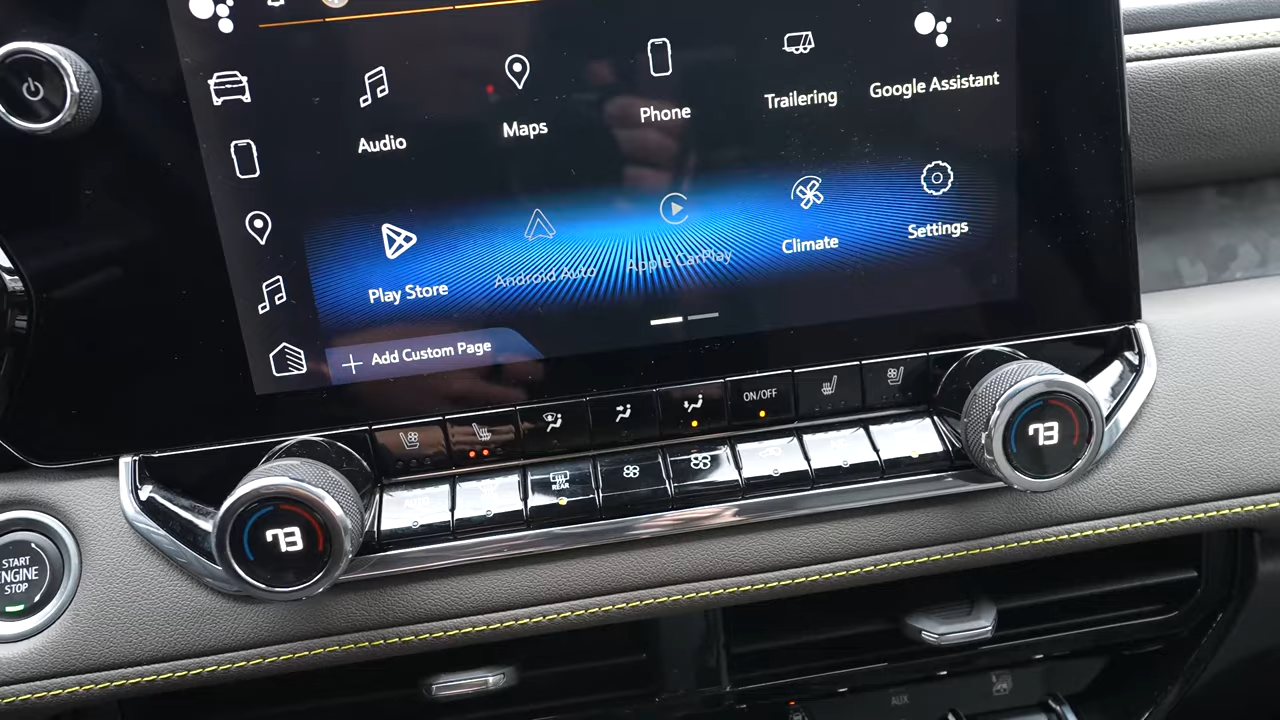 Audio
Maps
Phone
Trailering
Google Assistant
Play Store
Android Auto
Apple CarPlay
Climate
Settings
+ Add Custom Page
ON/OFF
REAR
73
73
START
ENGINE
STOP
AUX